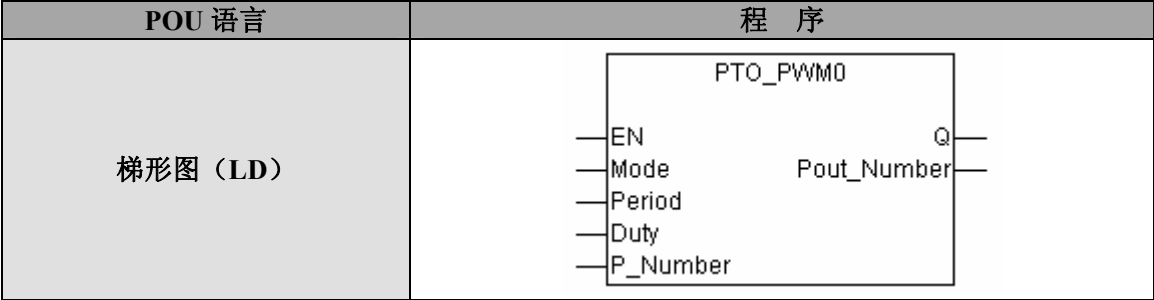 POU 语言 程 序
梯形图（LD）
PTO_PWM0
EN Q
Mode Pout_Number
Period
Duty
P_Number